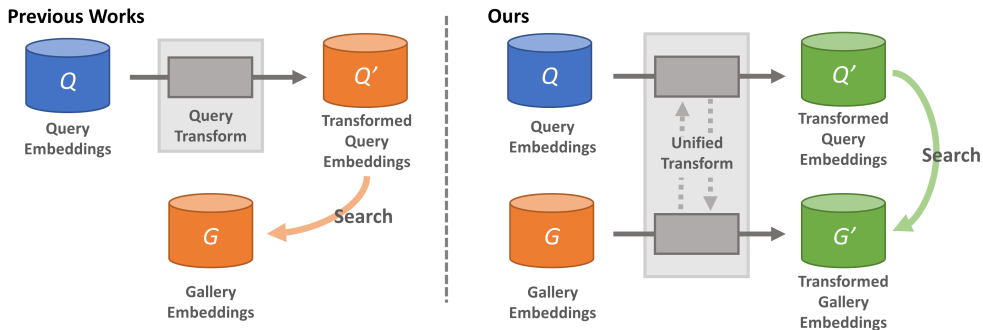 Previous Works
Q
Query
Embeddings
Query
Transform
Q’
Transformed
Query
Embeddings
Search
G
Gallery
Embeddings
Ours
Q
Query
Embeddings
Unified
Transform
Q’
Transformed
Query
Embeddings
Search
G
Gallery
Embeddings
G’
Transformed
Gallery
Embeddings